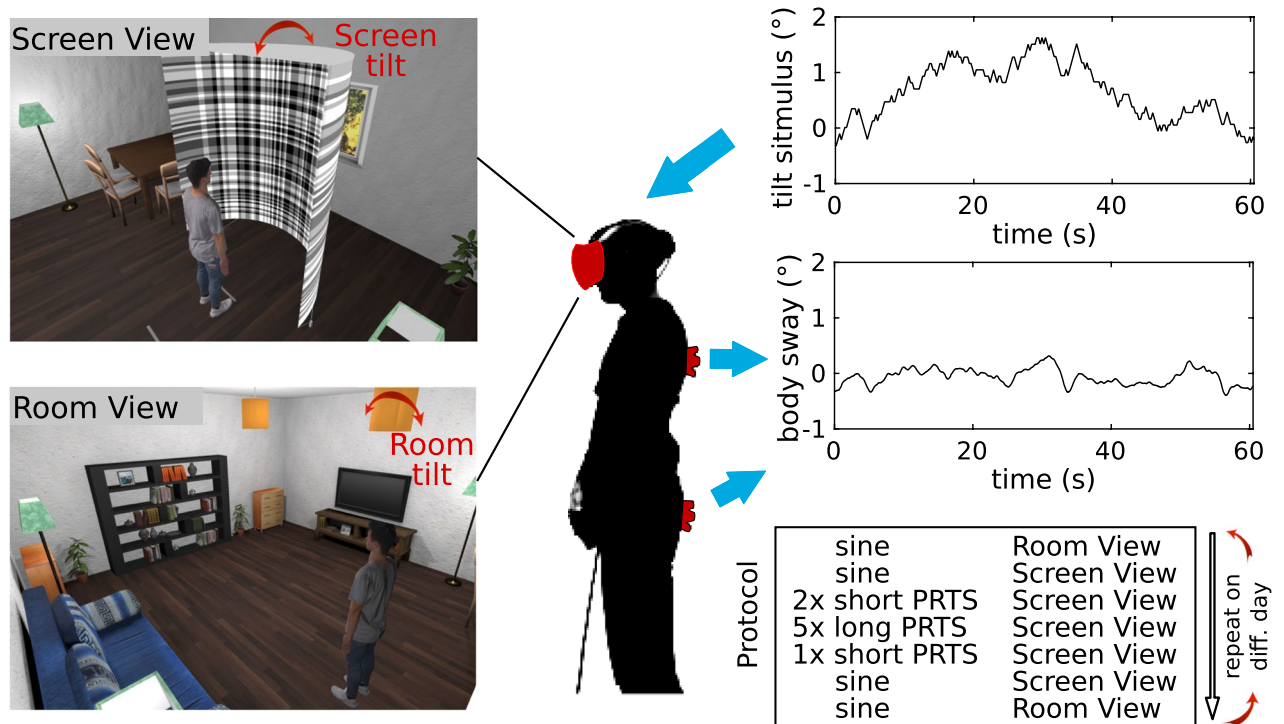 Screen View
Screen
tilt
Room View
Room
tilt
tilt sitmulus (°)
2
1
0
-1
0
20
40
60
time (s)
body sway (°)
2
1
0
-1
0
20
40
60
time (s)
Protocol
sine Room View
sine Screen View
2x short PRTS Screen View
5x long PRTS Screen View
1x short PRTS Screen View
sine Screen View
sine Room View
repeat on
diff. day